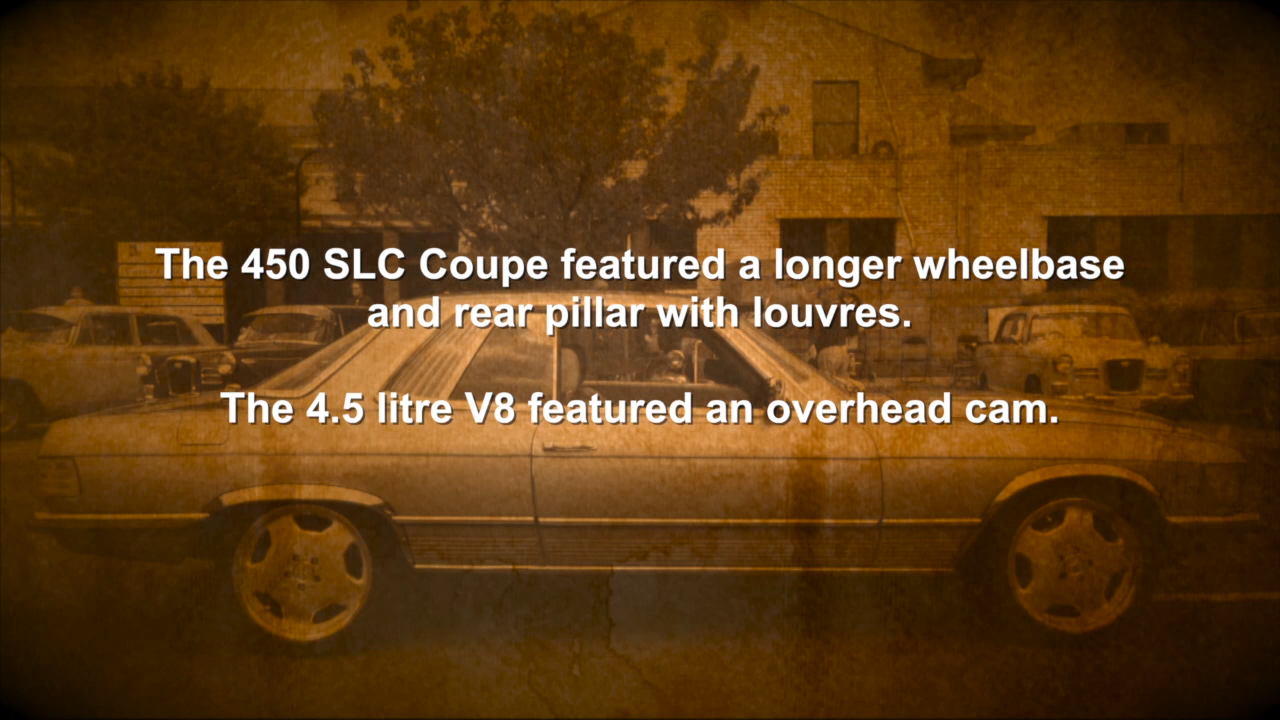 The 450 SLC Coupe featured a longer wheelbase
and rear pillar with louvres.
The 4.5 litre V8 featured an overhead cam.